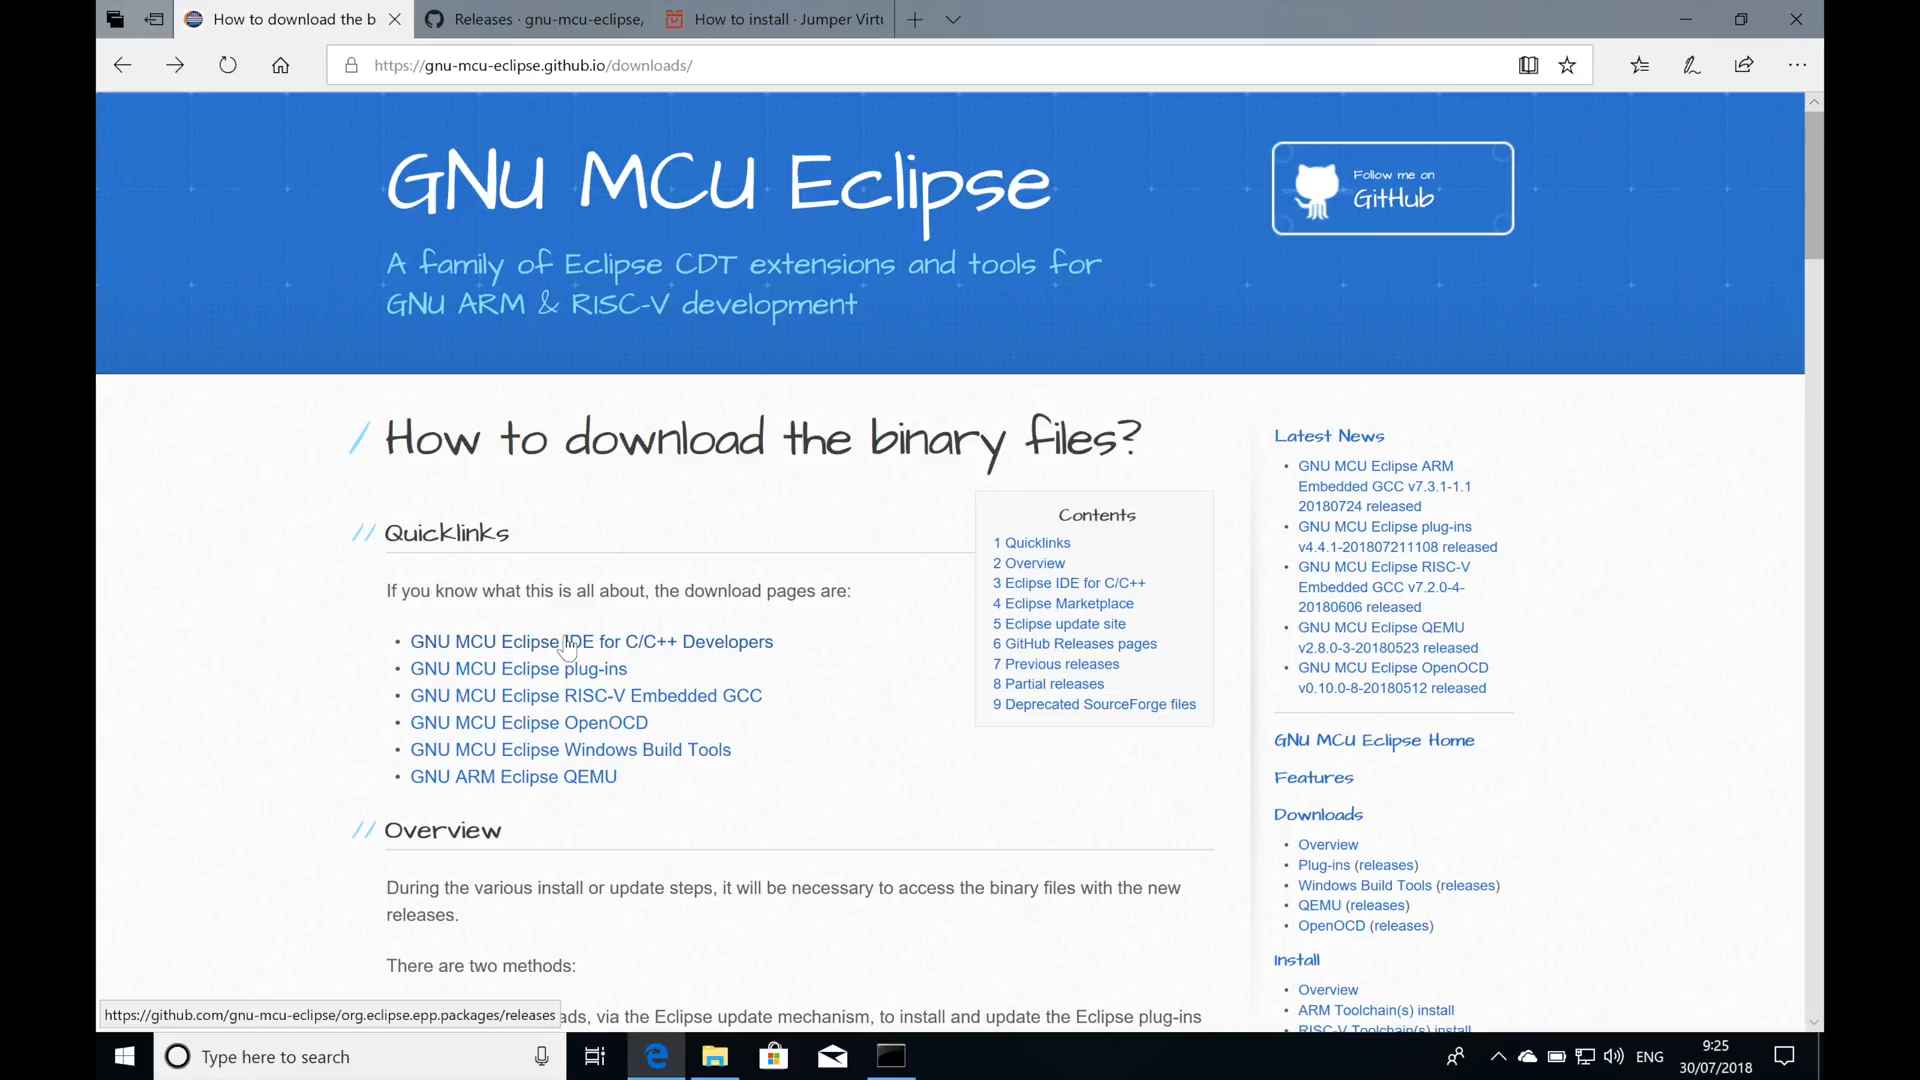 How to download the b
Releases · gnu-mcu-eclipse,
How to install · Jumper Virtu
https://gnu-mcu-eclipse.github.io/downloads/
GNU MCU Eclipse
A family of Eclipse CDT extensions and tools for
GNU ARM & RISC-V development
Follow me on
GitHub
/ How to download the binary files?
// Quicklinks
If you know what this is all about, the download pages are:
• GNU MCU Eclipse IDE for C/C++ Developers
• GNU MCU Eclipse plug-ins
• GNU MCU Eclipse RISC-V Embedded GCC
• GNU MCU Eclipse OpenOCD
• GNU MCU Eclipse Windows Build Tools
• GNU ARM Eclipse QEMU
Contents
1 Quicklinks
2 Overview
3 Eclipse IDE for C/C++
4 Eclipse Marketplace
5 Eclipse update site
6 GitHub Releases pages
7 Previous releases
8 Partial releases
9 Deprecated SourceForge files
// Overview
During the various install or update steps, it will be necessary to access the binary files with the new
releases.
There are two methods:
ads, via the Eclipse update mechanism, to install and update the Eclipse plug-ins
Latest News
• GNU MCU Eclipse ARM
Embedded GCC v7.3.1-1.1
20180724 released
• GNU MCU Eclipse plug-ins
v4.4.1-201807211108 released
• GNU MCU Eclipse RISC-V
Embedded GCC v7.2.0-4-
20180606 released
• GNU MCU Eclipse QEMU
v2.8.0-3-20180523 released
• GNU MCU Eclipse OpenOCD
v0.10.0-8-20180512 released
GNU MCU Eclipse Home
Features
Downloads
• Overview
• Plug-ins (releases)
• Windows Build Tools (releases)
• QEMU (releases)
• OpenOCD (releases)
Install
• Overview
• ARM Toolchain(s) install
• RISC-V Toolchain(s) install
https://github.com/gnu-mcu-eclipse/org.eclipse.epp.packages/releases
Type here to search
ENG
9:25
30/07/2018